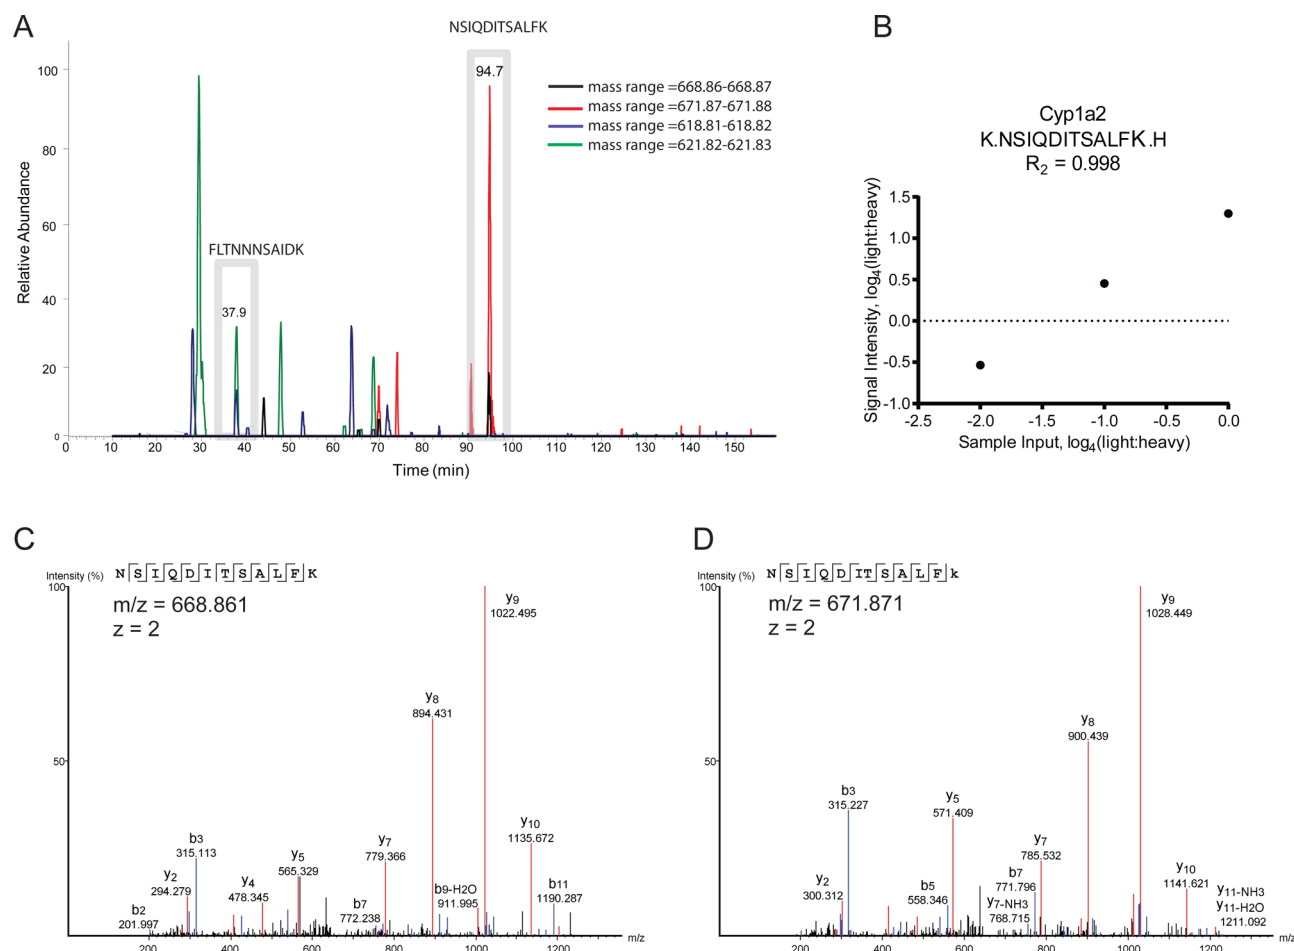 A
NSIQDITSALFK
94.7
mass range =668.86-668.87
mass range =671.87-671.88
mass range =618.81-618.82
mass range =621.82-621.83
FLTNNNSAIDK
37.9
Relative Abundance
100
80
60
40
20
0
0 10 20 30 40 50 60 70 80 90 100 110 120 130 140 150
Time (min)
B
Cyp1a2
K.NSIQDITSALFK.H
R2 = 0.998
Signal Intensity, log4(light:heavy)
1.5
1.0
0.5
0.0
-0.5
-1.0
-2.5 -2.0 -1.5 -1.0 -0.5 0.0
Sample Input, log4(light:heavy)
C
Intensity (%)
N S I Q D I T S A L F K
m/z = 668.861
z = 2
100
50
y9
1022.495
y8
894.431
b3
315.113
y2
294.279
b2
201.997
y4
478.345
y5
565.329
b7
772.238
y7
779.366
b9-H2O
911.995
y10
1135.672
b11
1190.287
200 400 600 800 1000 1200
m/z
D
Intensity (%)
N S I Q D I T S A L F k
m/z = 671.871
z = 2
100
50
y9
1028.449
y8
900.439
b3
315.227
y2
300.312
b5
558.346
y5
571.409
y7
785.532
b7
771.796
y7-NH3
768.715
y10
1141.621
y11-NH3
y11-H2O
1211.092
200 400 600 800 1000 1200
m/z